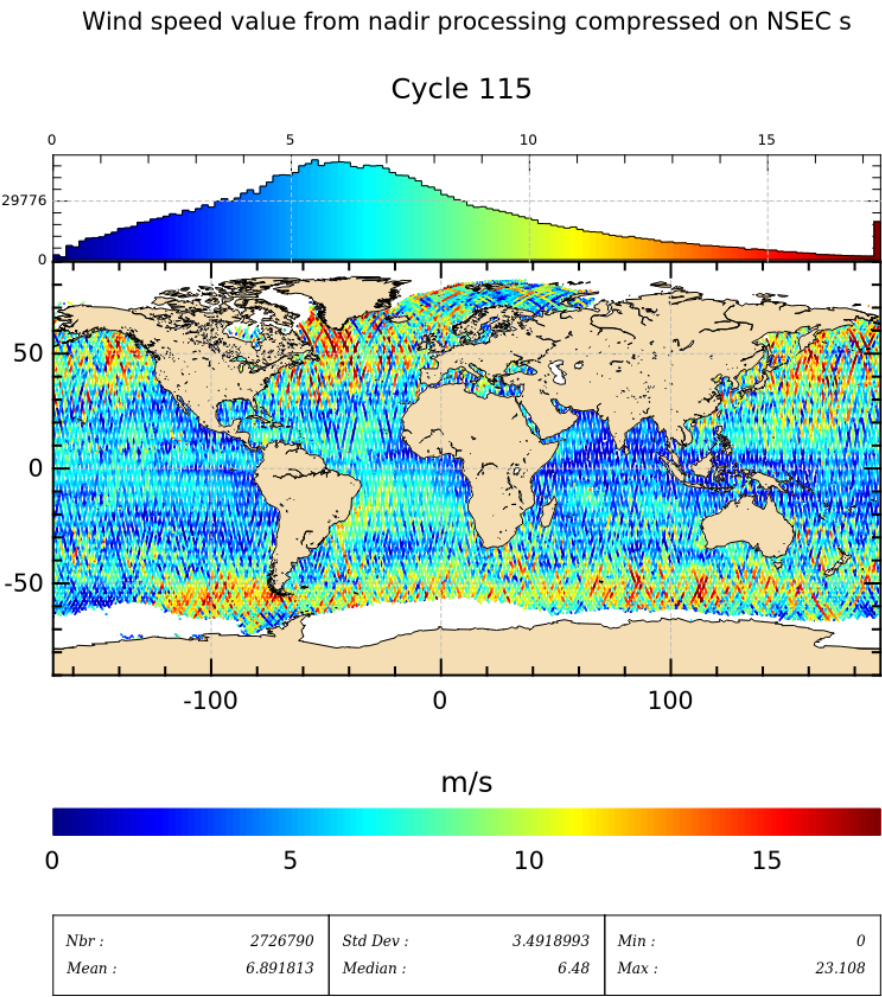 Wind speed value from nadir processing compressed on NSEC s
Cycle 115
0 5 10 15
29776
0
50
0
-50
-100 0 100
m/s
0 5 10 15
Nbr : 2726790 Std Dev : 3.4918993 Min : 0
Mean : 6.891813 Median : 6.48 Max : 23.108